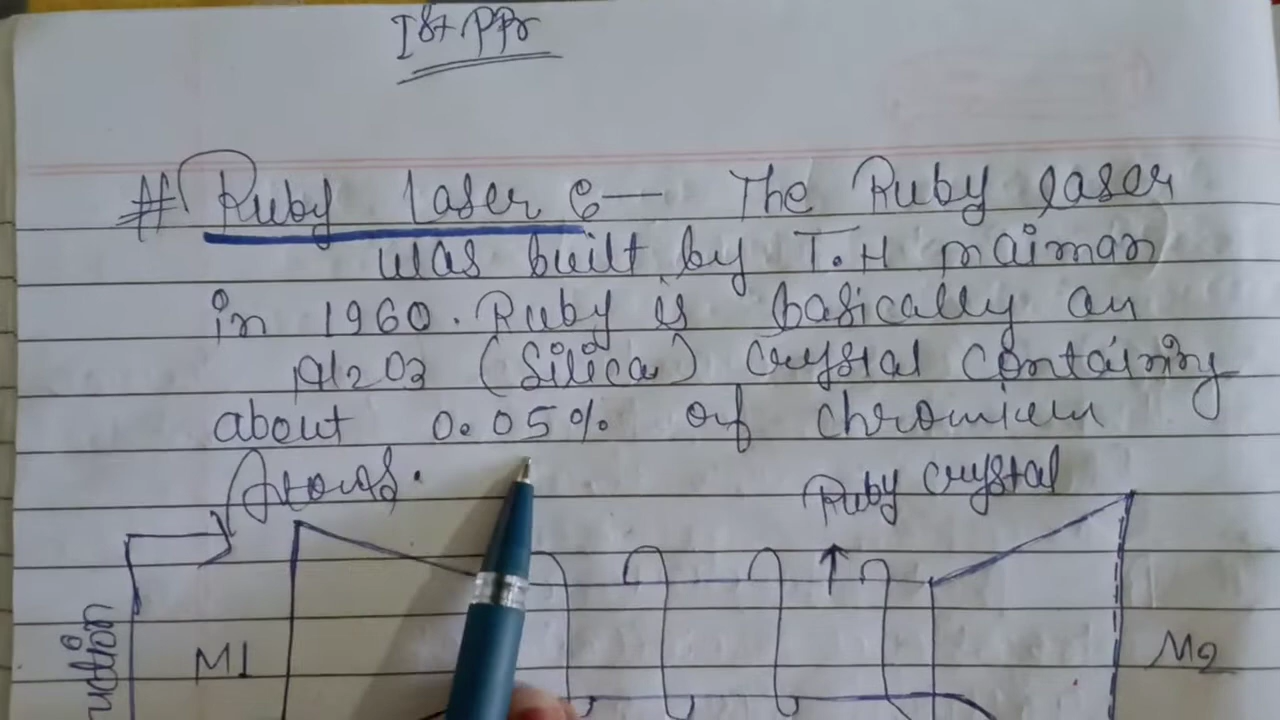 Ist PPr
# Ruby laser :— The Ruby laser
was built by T.H maiman
in 1960. Ruby is basically an
Al2O3 (Silica) crystal containing
about 0.05% of chromium
Atoms.
Ruby crystal
M1
M2